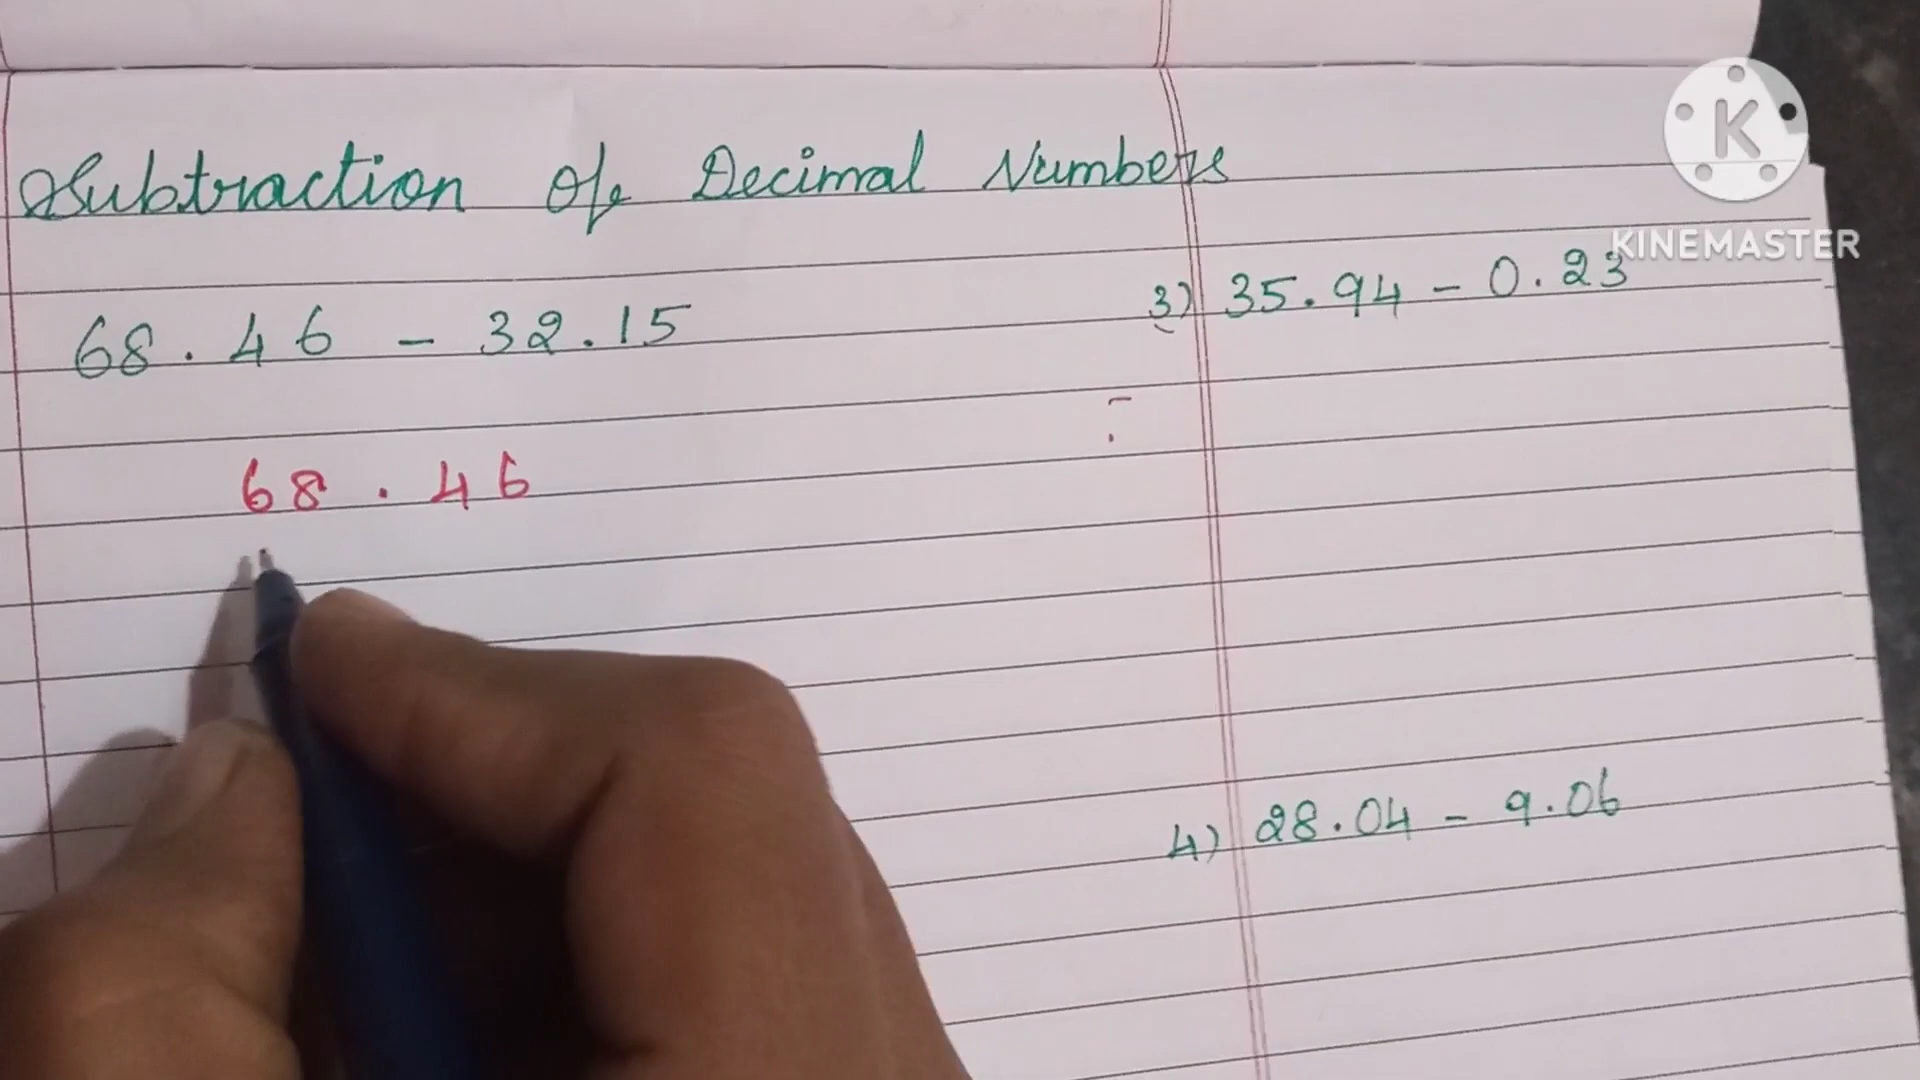 Subtraction of Decimal Numbers
68.46 - 32.15
68.46
3) 35.94 - 0.23
4) 28.04 - 9.06
K
KINEMASTER